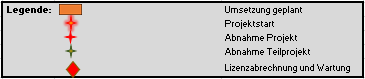 Legende: Umsetzung geplant
Projektstart
Abnahme Projekt
Abnahme Teilprojekt
Lizenzabrechnung und Wartung